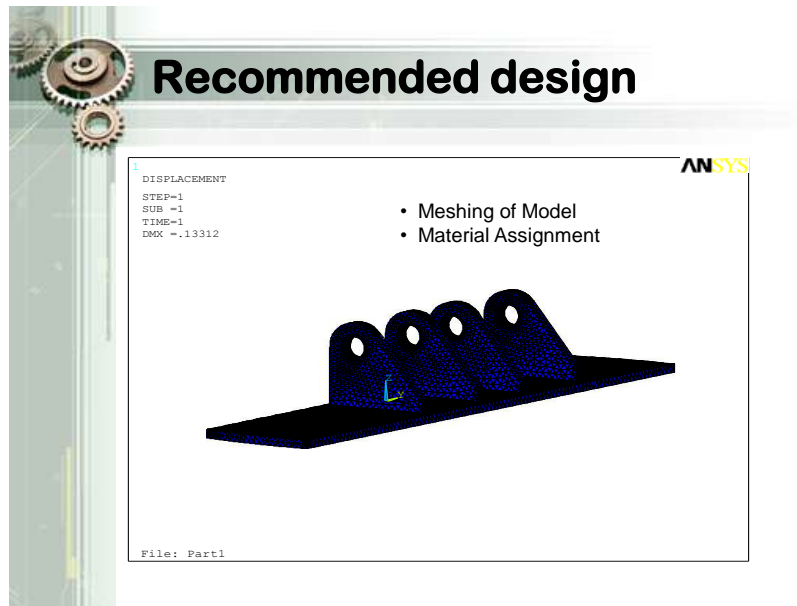 Recommended design
1
ANSYS
DISPLACEMENT
STEP=1
SUB =1
TIME=1
DMX =.13312
• Meshing of Model
• Material Assignment
Z
Y
File: Part1